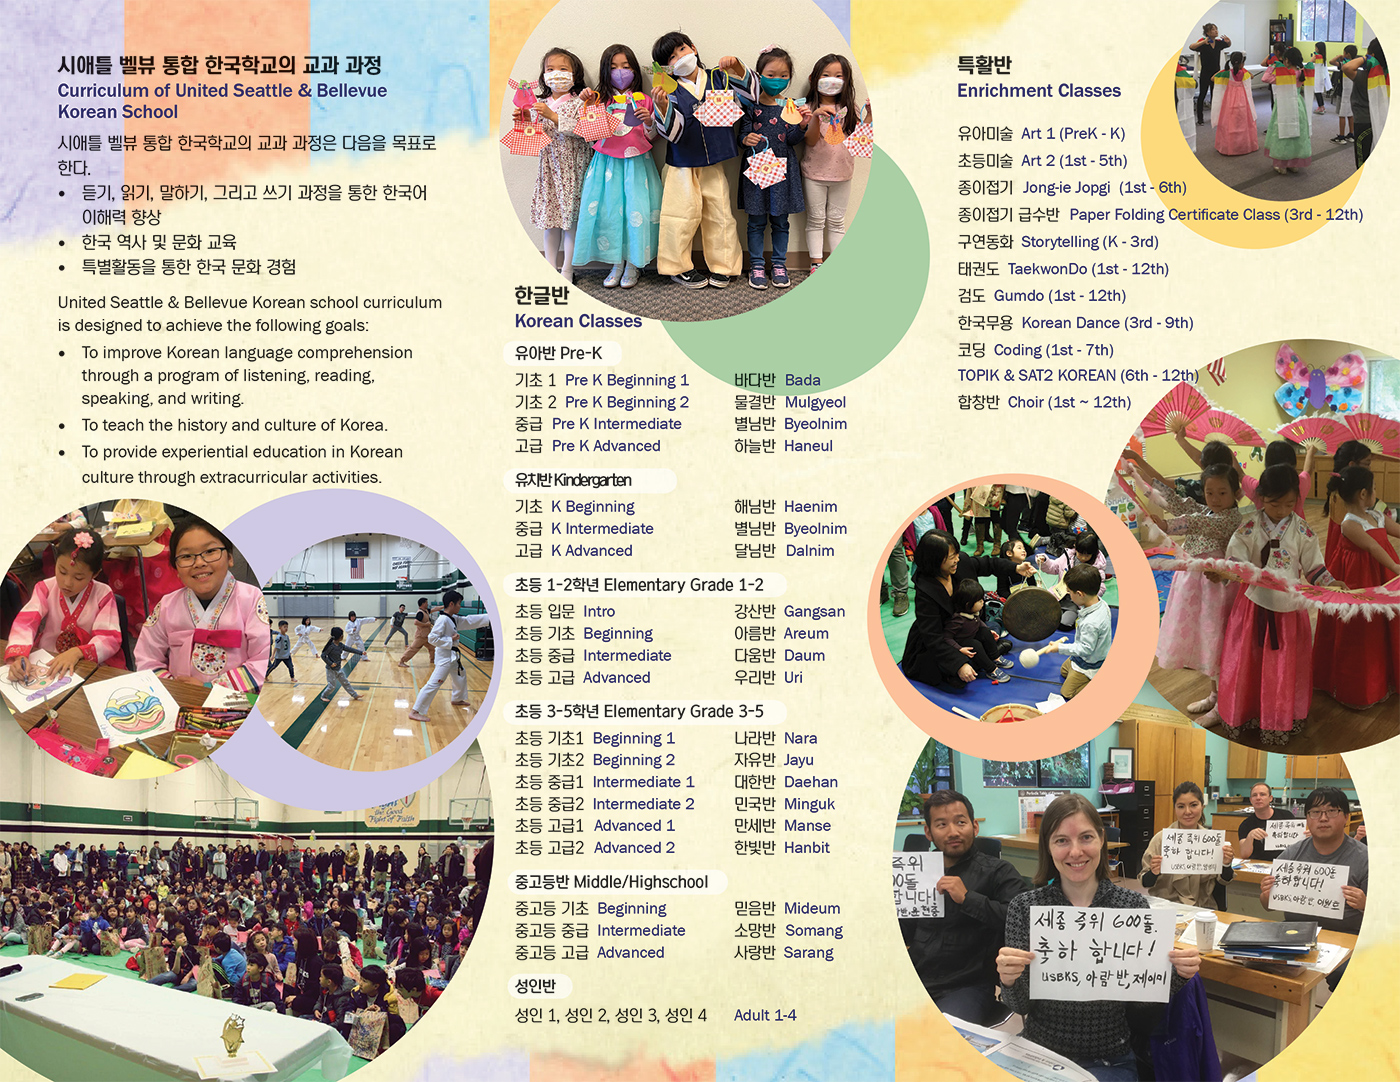 시애틀 벨뷰 통합 한국학교의 교과 과정
Curriculum of United Seattle & Bellevue
Korean School
시애틀 벨뷰 통합 한국학교의 교과 과정은 다음을 목표로
한다.
• 듣기, 읽기, 말하기, 그리고 쓰기 과정을 통한 한국어
이해력 향상
• 한국 역사 및 문화 교육
• 특별활동을 통한 한국 문화 경험
United Seattle & Bellevue Korean school curriculum
is designed to achieve the following goals:
• To improve Korean language comprehension
through a program of listening, reading,
speaking, and writing.
• To teach the history and culture of Korea.
• To provide experiential education in Korean
culture through extracurricular activities.
한글반
Korean Classes
유아반 Pre-K
기초 1 Pre K Beginning 1 바다반 Bada
기초 2 Pre K Beginning 2 물결반 Mulgyeol
중급 Pre K Intermediate 별님반 Byeolnim
고급 Pre K Advanced 하늘반 Haneul
유치반 Kindergarten
기초 K Beginning 해님반 Haenim
중급 K Intermediate 별님반 Byeolnim
고급 K Advanced 달님반 Dalnim
초등 1-2학년 Elementary Grade 1-2
초등 입문 Intro 강산반 Gangsan
초등 기초 Beginning 아름반 Areum
초등 중급 Intermediate 다움반 Daum
초등 고급 Advanced 우리반 Uri
초등 3-5학년 Elementary Grade 3-5
초등 기초1 Beginning 1 나라반 Nara
초등 기초2 Beginning 2 자유반 Jayu
초등 중급1 Intermediate 1 대한반 Daehan
초등 중급2 Intermediate 2 민국반 Minguk
초등 고급1 Advanced 1 만세반 Manse
초등 고급2 Advanced 2 한빛반 Hanbit
중고등반 Middle/Highschool
중고등 기초 Beginning 믿음반 Mideum
중고등 중급 Intermediate 소망반 Somang
중고등 고급 Advanced 사랑반 Sarang
성인반
성인 1, 성인 2, 성인 3, 성인 4 Adult 1-4
특활반
Enrichment Classes
유아미술 Art 1 (PreK - K)
초등미술 Art 2 (1st - 5th)
종이접기 Jong-ie Jopgi (1st - 6th)
종이접기 급수반 Paper Folding Certificate Class (3rd - 12th)
구연동화 Storytelling (K - 3rd)
태권도 TaekwonDo (1st - 12th)
검도 Gumdo (1st - 12th)
한국무용 Korean Dance (3rd - 9th)
코딩 Coding (1st - 7th)
TOPIK & SAT2 KOREAN (6th - 12th)
합창반 Choir (1st ~ 12th)
세종 즉위 600돌.
축하 합니다!
USBKS, 아람반, 제이미
세종 즉위 600돌
축하 합니다!
세종 즉위 600돌
축하합니다!